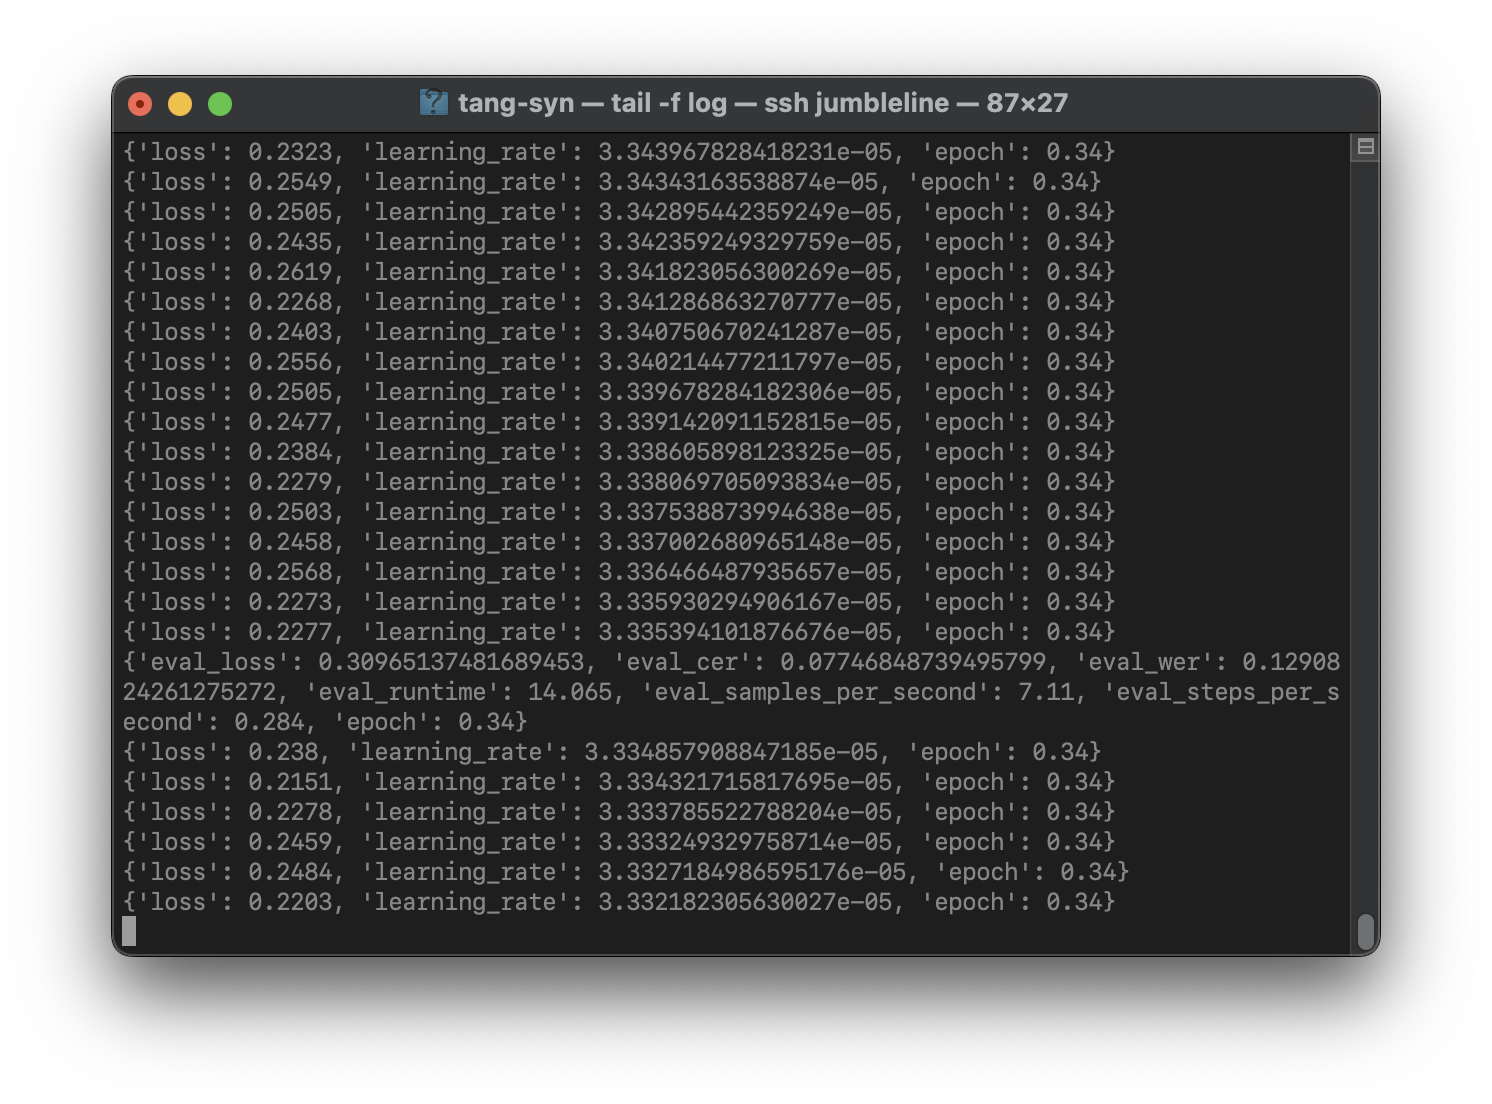 tang-syn — tail -f log — ssh jumbleline — 87×27
{'loss': 0.2323, 'learning_rate': 3.343967828418231e-05, 'epoch': 0.34}
{'loss': 0.2549, 'learning_rate': 3.34343163538874e-05, 'epoch': 0.34}
{'loss': 0.2505, 'learning_rate': 3.342895442359249e-05, 'epoch': 0.34}
{'loss': 0.2435, 'learning_rate': 3.342359249329759e-05, 'epoch': 0.34}
{'loss': 0.2619, 'learning_rate': 3.341823056300269e-05, 'epoch': 0.34}
{'loss': 0.2268, 'learning_rate': 3.341286863270777e-05, 'epoch': 0.34}
{'loss': 0.2403, 'learning_rate': 3.340750670241287e-05, 'epoch': 0.34}
{'loss': 0.2556, 'learning_rate': 3.340214477211797e-05, 'epoch': 0.34}
{'loss': 0.2505, 'learning_rate': 3.339678284182306e-05, 'epoch': 0.34}
{'loss': 0.2477, 'learning_rate': 3.339142091152815e-05, 'epoch': 0.34}
{'loss': 0.2384, 'learning_rate': 3.338605898123325e-05, 'epoch': 0.34}
{'loss': 0.2279, 'learning_rate': 3.338069705093834e-05, 'epoch': 0.34}
{'loss': 0.2503, 'learning_rate': 3.337538873994638e-05, 'epoch': 0.34}
{'loss': 0.2458, 'learning_rate': 3.337002680965148e-05, 'epoch': 0.34}
{'loss': 0.2568, 'learning_rate': 3.336466487935657e-05, 'epoch': 0.34}
{'loss': 0.2273, 'learning_rate': 3.335930294906167e-05, 'epoch': 0.34}
{'loss': 0.2277, 'learning_rate': 3.335394101876676e-05, 'epoch': 0.34}
{'eval_loss': 0.30965137481689453, 'eval_cer': 0.07746848739495799, 'eval_wer': 0.12908
24261275272, 'eval_runtime': 14.065, 'eval_samples_per_second': 7.11, 'eval_steps_per_s
econd': 0.284, 'epoch': 0.34}
{'loss': 0.238, 'learning_rate': 3.334857908847185e-05, 'epoch': 0.34}
{'loss': 0.2151, 'learning_rate': 3.334321715817695e-05, 'epoch': 0.34}
{'loss': 0.2278, 'learning_rate': 3.333785522788204e-05, 'epoch': 0.34}
{'loss': 0.2459, 'learning_rate': 3.333249329758714e-05, 'epoch': 0.34}
{'loss': 0.2484, 'learning_rate': 3.3327184986595176e-05, 'epoch': 0.34}
{'loss': 0.2203, 'learning_rate': 3.332182305630027e-05, 'epoch': 0.34}